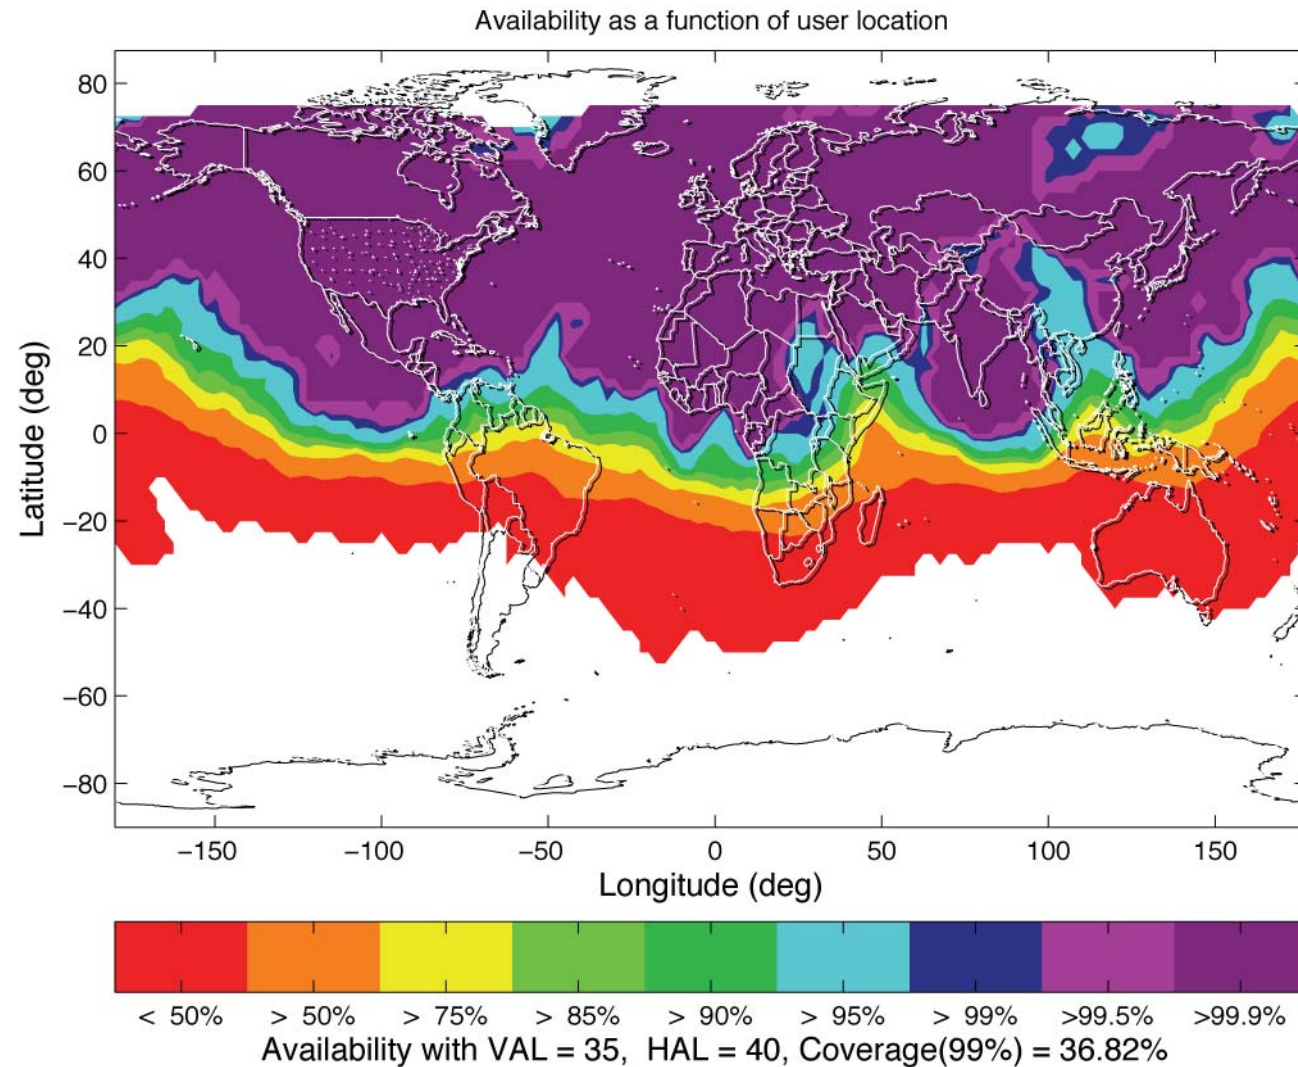 Availability as a function of user location
80
60
40
20
0
−20
−40
−60
−80
Latitude (deg)
−150 −100 −50 0 50 100 150
Longitude (deg)
< 50% > 50% > 75% > 85% > 90% > 95% > 99% >99.5% >99.9%
Availability with VAL = 35, HAL = 40, Coverage(99%) = 36.82%